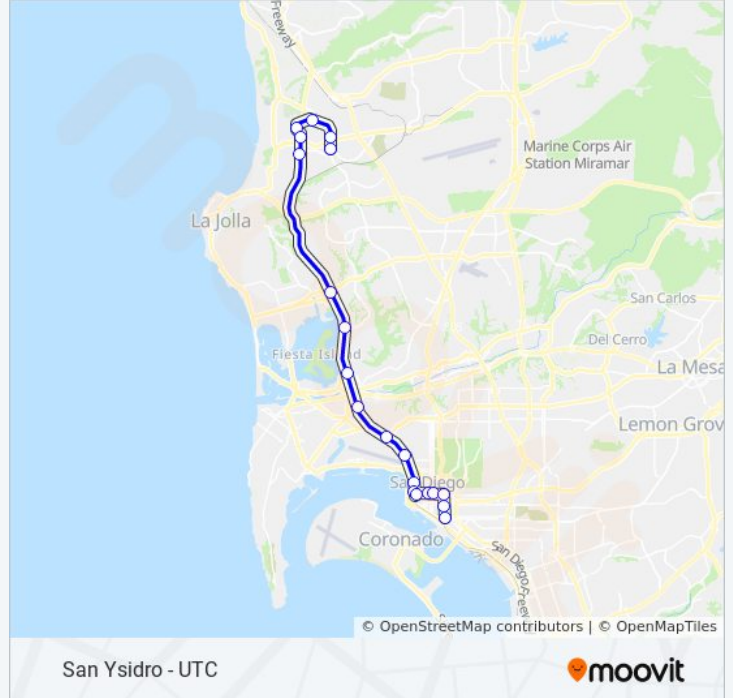 Freeway
Marine Corps Air
Station Miramar
La Jolla
San Carlos
Del Cerro
Fiesta Island
La Mesa
Lemon Grov
San Diego
Coronado
San Diego
Freeway
© OpenStreetMap contributors | © OpenMapTiles
San Ysidro - UTC
moovit